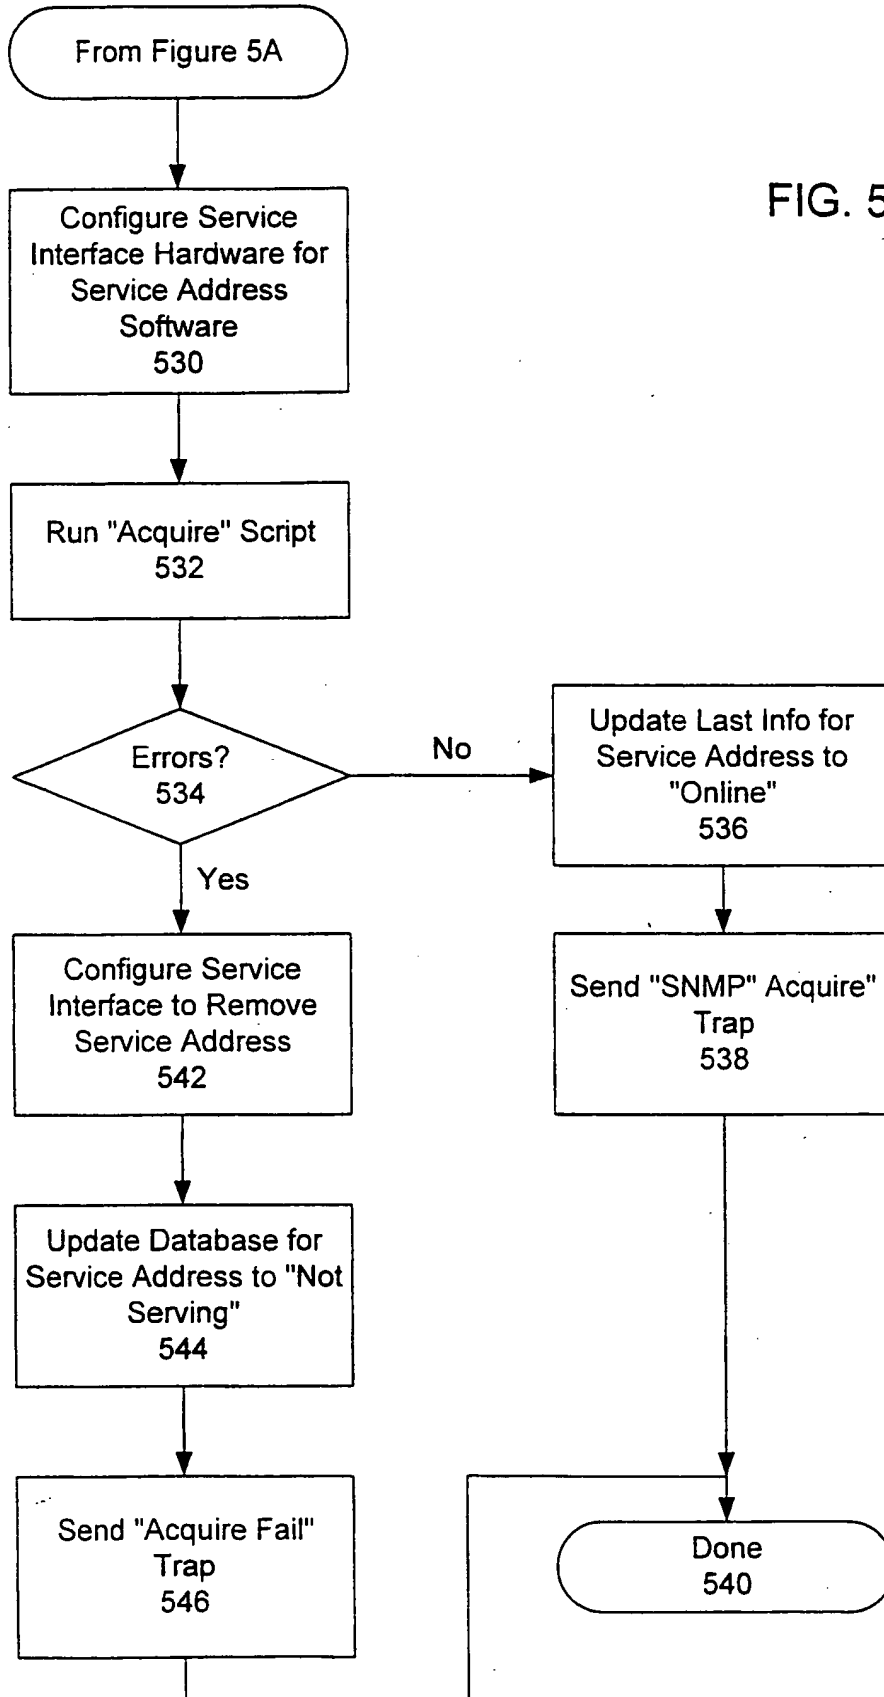 From Figure 5A
FIG. 5
Configure Service
Interface Hardware for
Service Address
Software
530
Run "Acquire" Script
532
Errors?
534
No
Yes
Update Last Info for
Service Address to
"Online"
536
Send "SNMP" Acquire"
Trap
538
Configure Service
Interface to Remove
Service Address
542
Update Database for
Service Address to "Not
Serving"
544
Send "Acquire Fail"
Trap
546
Done
540